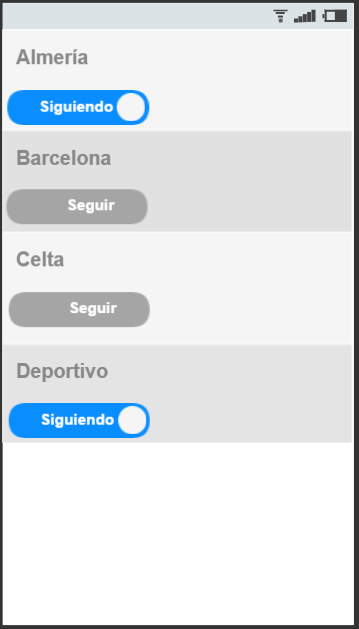 Almería
Siguiendo
Barcelona
Seguir
Celta
Seguir
Deportivo
Siguiendo